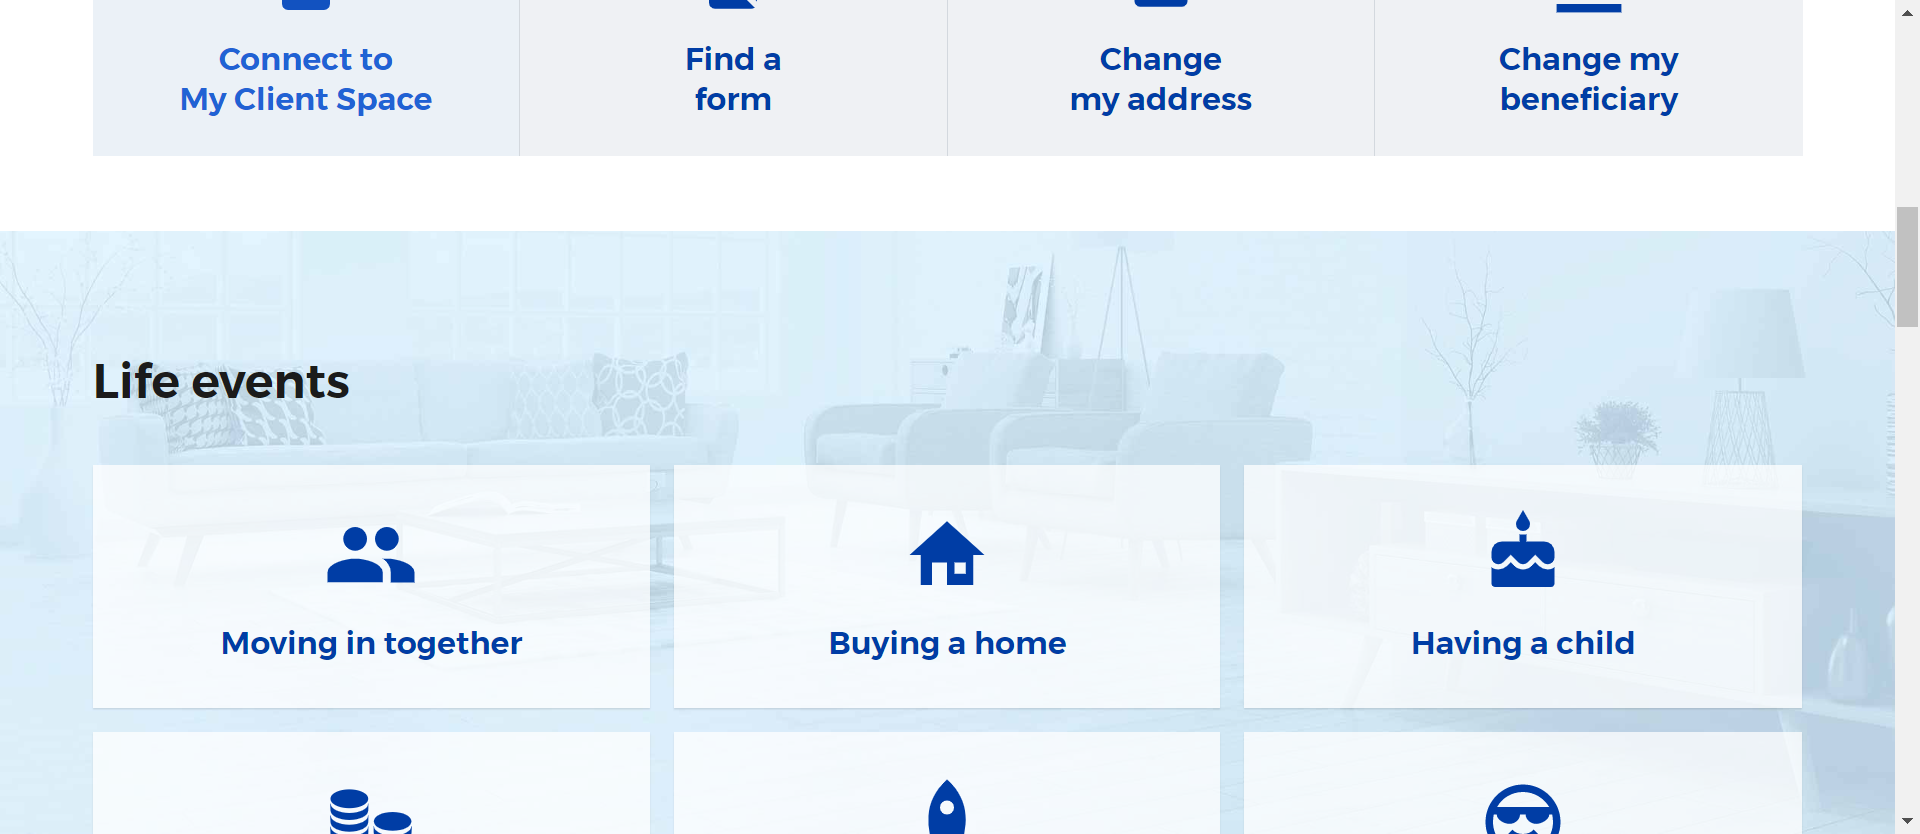 Connect to
My Client Space
Find a
form
Change
my address
Change my
beneficiary
Life events
Moving in together
Buying a home
Having a child